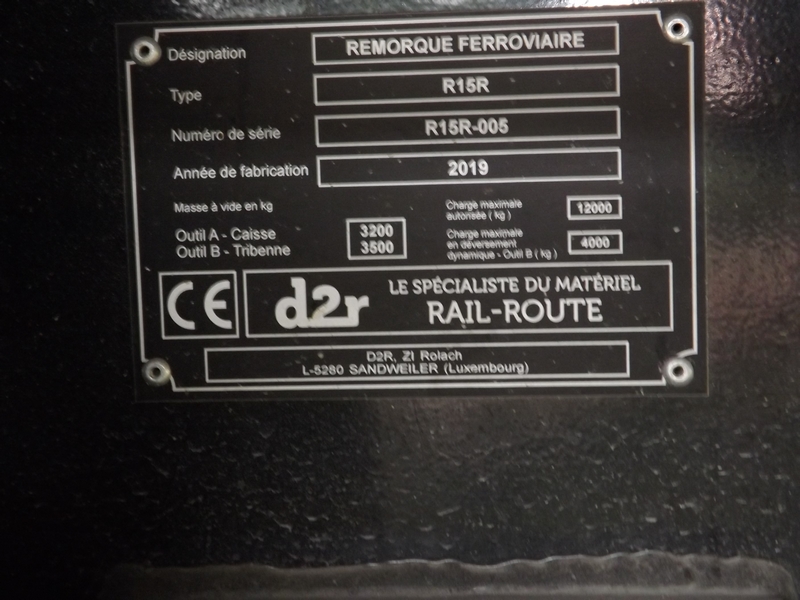 Désignation REMORQUE FERROVIAIRE
Type R15R
Numéro de série R15R-005
Année de fabrication 2019
Masse à vide en kg
Outil A - Caisse 3200
Outil B - Tribenne 3500
Charge maximale
autorisée ( kg ) 12000
Charge maximale
en déversement
dynamique - Outil B ( kg ) 4000
CE
d2r
LE SPÉCIALISTE DU MATÉRIEL
RAIL-ROUTE
D2R, ZI Rolach
L-5280 SANDWEILER (Luxembourg)